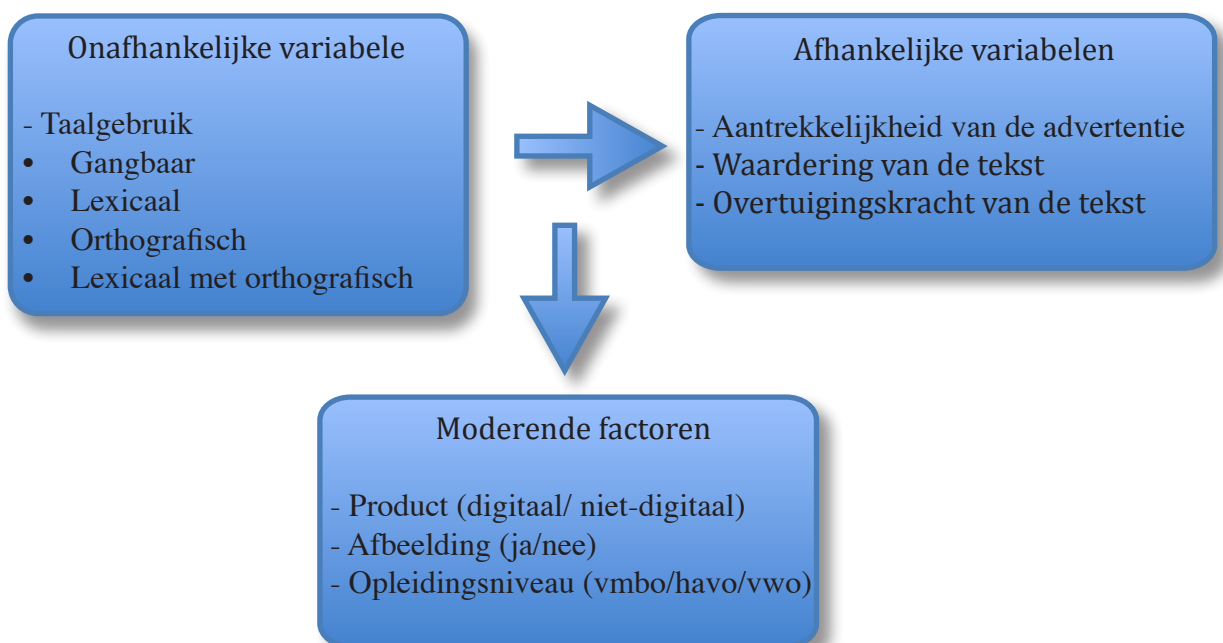 Onafhankelijke variabele
- Taalgebruik
• Gangbaar
• Lexicaal
• Orthografisch
• Lexicaal met orthografisch
Afhankelijke variabelen
- Aantrekkelijkheid van de advertentie
- Waardering van de tekst
- Overtuigingskracht van de tekst
Moderende factoren
- Product (digitaal/ niet-digitaal)
- Afbeelding (ja/nee)
- Opleidingsniveau (vmbo/havo/vwo)